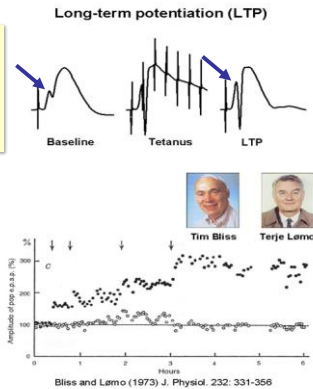 Long-term potentiation (LTP)
Baseline
Tetanus
LTP
Tim Bliss
Terje Lømo
%
300
200
100
0
C
Amplitude of pop e.p.s.p. (%)
0
1
2
3
4
5
6
Hours
Bliss and Lømo (1973) J. Physiol. 232: 331-356